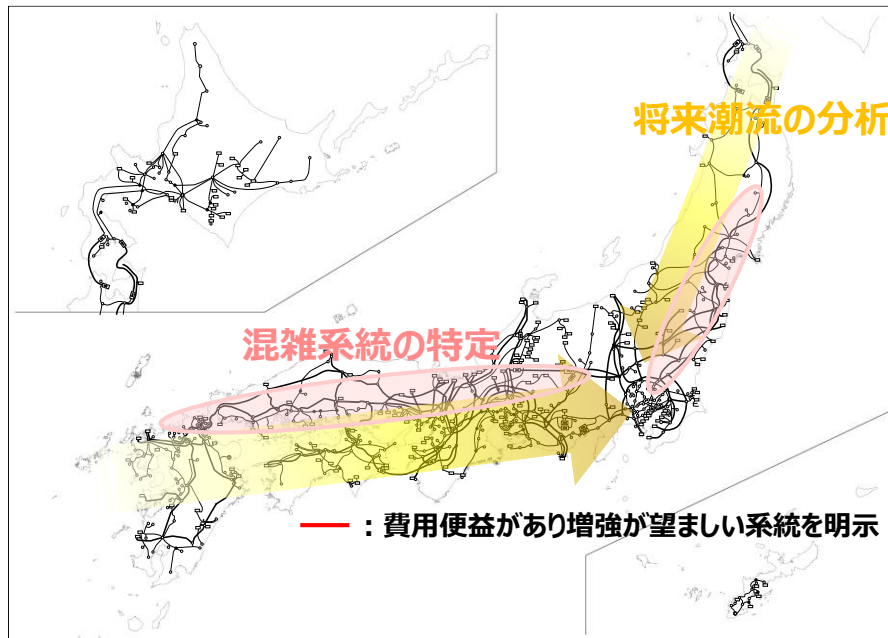 将来潮流の分析
混雑系統の特定
：費用便益があり増強が望ましい系統を明示